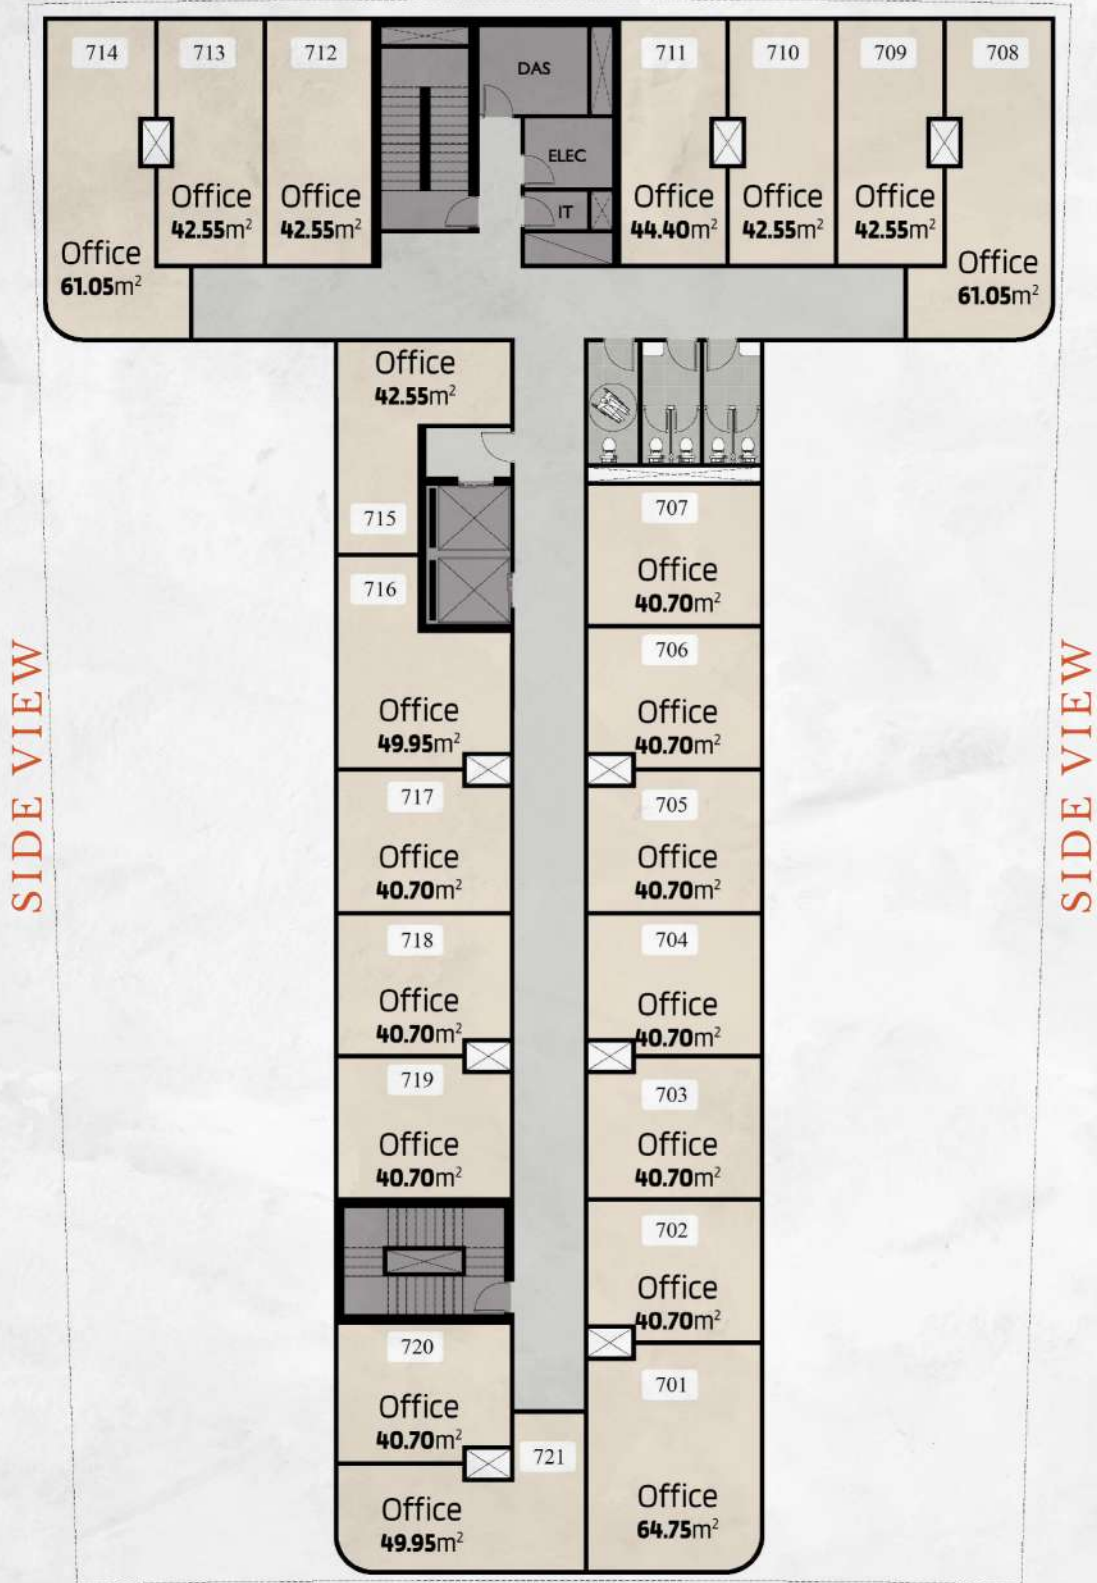 714
713
712
DAS
711
710
709
708
ELEC
IT
Office
42.55m²
Office
42.55m²
Office
44.40m²
Office
42.55m²
Office
42.55m²
Office
61.05m²
Office
61.05m²
Office
42.55m²
715
707
Office
40.70m²
716
Office
49.95m²
706
Office
40.70m²
SIDE VIEW
SIDE VIEW
717
Office
40.70m²
705
Office
40.70m²
718
Office
40.70m²
704
Office
40.70m²
719
Office
40.70m²
703
Office
40.70m²
702
Office
40.70m²
720
Office
40.70m²
701
Office
64.75m²
721
Office
49.95m²